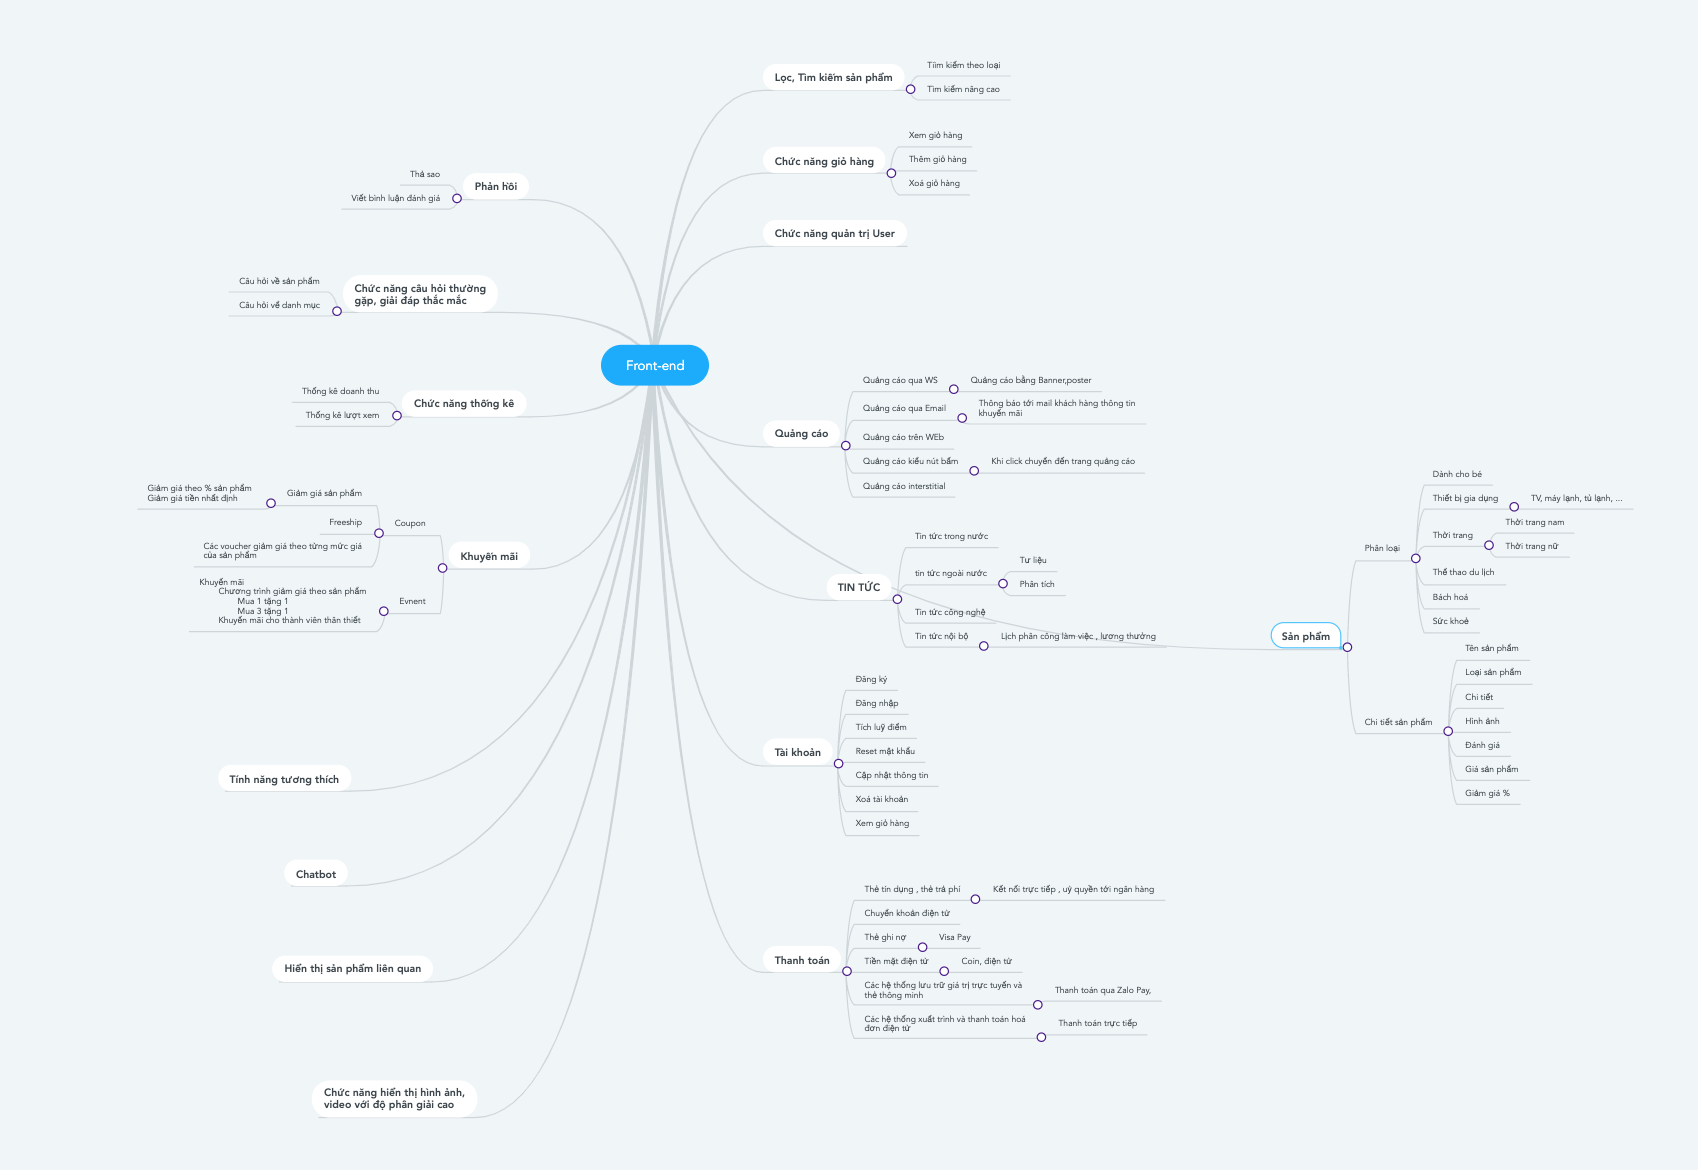 Front-end
Lọc, Tìm kiếm sản phẩm
Tìm kiếm theo loại
Tìm kiếm nâng cao
Chức năng giỏ hàng
Xem giỏ hàng
Thêm giỏ hàng
Xoá giỏ hàng
Chức năng quản trị User
Quảng cáo
Quảng cáo qua WS
Quảng cáo bằng Banner,poster
Quảng cáo qua Email
Thông báo tới mail khách hàng thông tin
khuyến mãi
Quảng cáo trên WEb
Quảng cáo kiểu nút bấm
Khi click chuyển đến trang quảng cáo
Quảng cáo interstitial
TIN TỨC
Tin tức trong nước
tin tức ngoài nước
Tư liệu
Phân tích
Tin tức công nghệ
Tin tức nội bộ
Lịch phân công làm việc , lương thưởng
Sản phẩm
Phân loại
Dành cho bé
Thiết bị gia dụng
TV, máy lạnh, tủ lạnh, ...
Thời trang
Thời trang nam
Thời trang nữ
Thể thao du lịch
Bách hoá
Sức khoẻ
Chi tiết sản phẩm
Tên sản phẩm
Loại sản phẩm
Chi tiết
Hình ảnh
Đánh giá
Giá sản phẩm
Giảm giá %
Tài khoản
Đăng ký
Đăng nhập
Tích luỹ điểm
Reset mật khẩu
Cập nhật thông tin
Xoá tài khoản
Xem giỏ hàng
Thanh toán
Thẻ tín dụng , thẻ trả phí
Kết nối trực tiếp , uỷ quyền tới ngân hàng
Chuyển khoản điện tử
Thẻ ghi nợ
Visa Pay
Tiền mặt điện tử
Coin, điện tử
Các hệ thống lưu trữ giá trị trực tuyến và
thẻ thông minh
Thanh toán qua Zalo Pay,
Các hệ thống xuất trình và thanh toán hoá
đơn điện tử
Thanh toán trực tiếp
Phản hồi
Thả sao
Viết bình luận đánh giá
Chức năng câu hỏi thường
gặp, giải đáp thắc mắc
Câu hỏi về sản phẩm
Câu hỏi về danh mục
Chức năng thống kê
Thống kê doanh thu
Thống kê lượt xem
Khuyến mãi
Coupon
Giảm giá sản phẩm
Giảm giá theo % sản phẩm
Giảm giá tiền nhất định
Freeship
Các voucher giảm giá theo từng mức giá
của sản phẩm
Evnent
Khuyến mãi
Chương trình giảm giá theo sản phẩm
Mua 1 tặng 1
Mua 3 tặng 1
Khuyến mãi cho thành viên thân thiết
Tính năng tương thích
Chatbot
Hiển thị sản phẩm liên quan
Chức năng hiển thị hình ảnh,
video với độ phân giải cao